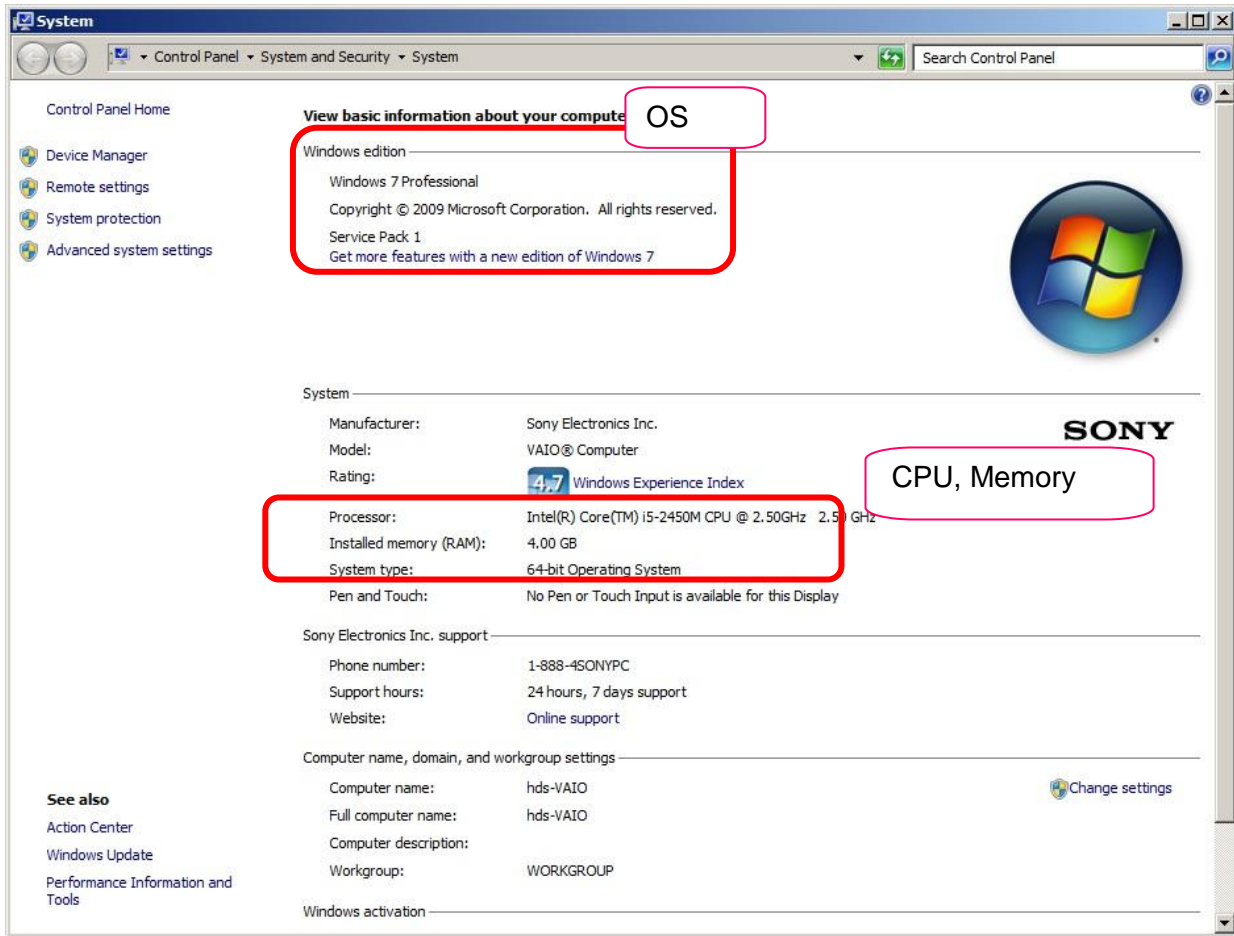 System
Control Panel ▾ System and Security ▾ System
Search Control Panel
Control Panel Home
Device Manager
Remote settings
System protection
Advanced system settings
See also
Action Center
Windows Update
Performance Information and
Tools
View basic information about your compute
OS
Windows edition
Windows 7 Professional
Copyright © 2009 Microsoft Corporation. All rights reserved.
Service Pack 1
Get more features with a new edition of Windows 7
System
Manufacturer: Sony Electronics Inc.
SONY
Model: VAIO® Computer
Rating: 4,7 Windows Experience Index
CPU, Memory
Processor: Intel(R) Core(TM) i5-2450M CPU @ 2.50GHz 2.50 GHz
Installed memory (RAM): 4.00 GB
System type: 64-bit Operating System
Pen and Touch: No Pen or Touch Input is available for this Display
Sony Electronics Inc. support
Phone number: 1-888-4SONYPC
Support hours: 24 hours, 7 days support
Website: Online support
Computer name, domain, and workgroup settings
Computer name: hds-VAIO
Change settings
Full computer name: hds-VAIO
Computer description:
Workgroup: WORKGROUP
Windows activation